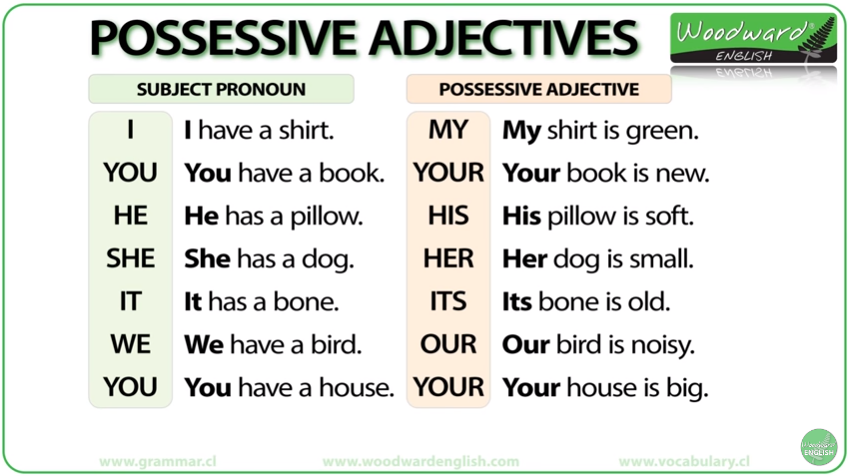 POSSESSIVE ADJECTIVES
Woodward
ENGLISH
SUBJECT PRONOUN POSSESSIVE ADJECTIVE
I I have a shirt. MY My shirt is green.
YOU You have a book. YOUR Your book is new.
HE He has a pillow. HIS His pillow is soft.
SHE She has a dog. HER Her dog is small.
IT It has a bone. ITS Its bone is old.
WE We have a bird. OUR Our bird is noisy.
YOU You have a house. YOUR Your house is big.
www.grammar.cl www.woodwardenglish.com www.vocabulary.cl
Woodward
ENGLISH